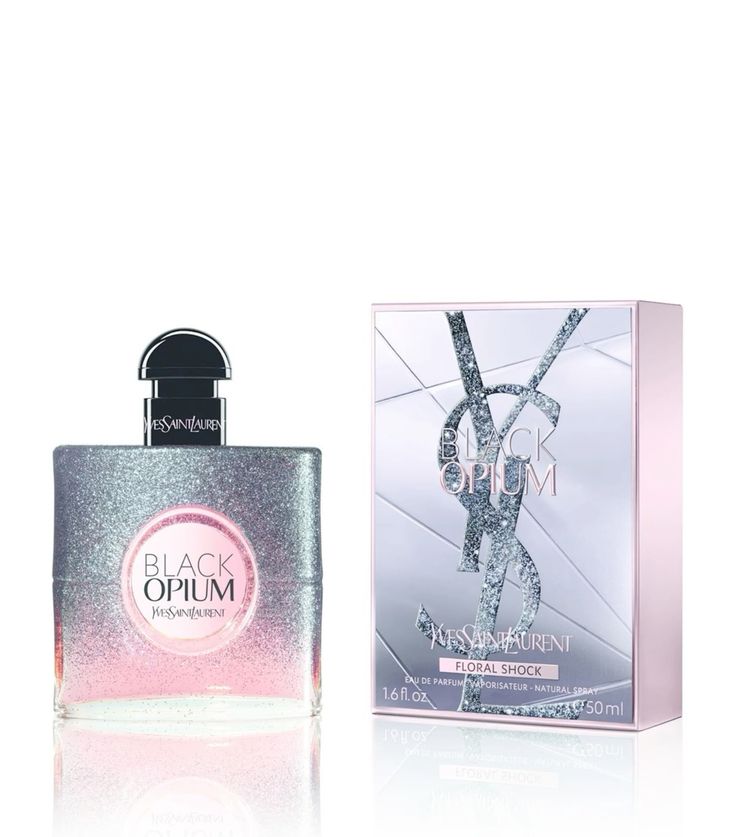 YVESSAINTLAURENT
BLACK
OPIUM
YVESSAINTLAURENT
BLACK
OPIUM
YSL
YVESSAINTLAURENT
FLORAL SHOCK
EAU DE PARFUM VAPORISATEUR - NATURAL SPRAY
1.6 fl.oz 50 ml